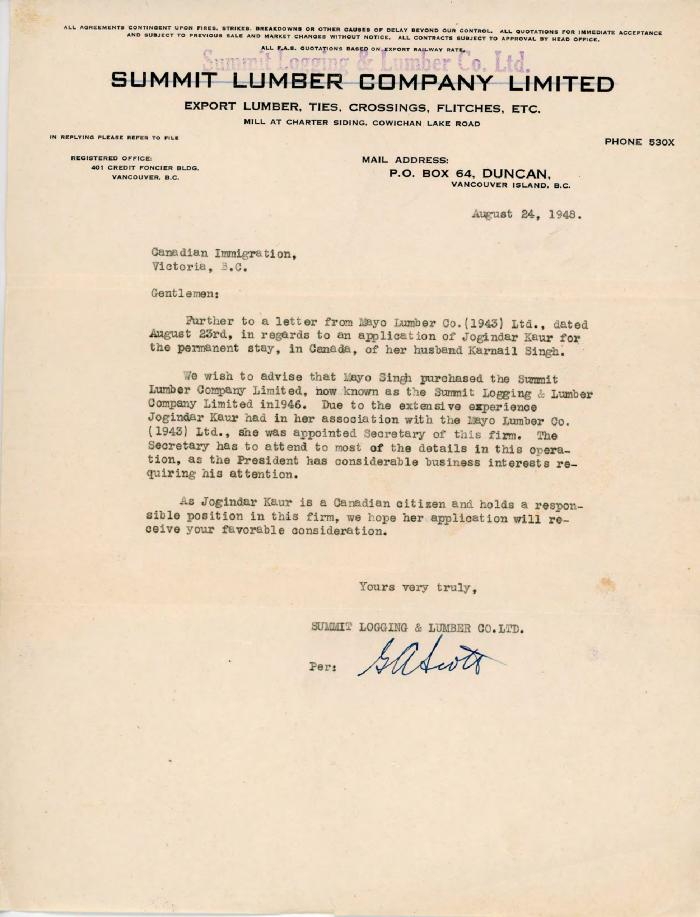 ALL AGREEMENTS CONTINGENT UPON FIRES, STRIKES, BREAKDOWNS OR OTHER CAUSES OF DELAY BEYOND OUR CONTROL. ALL QUOTATIONS FOR IMMEDIATE ACCEPTANCE
AND SUBJECT TO PREVIOUS SALE AND MARKET CHANGES WITHOUT NOTICE. ALL CONTRACTS SUBJECT TO APPROVAL BY HEAD OFFICE.
ALL F.A.S. QUOTATIONS BASED ON EXPORT RAILWAY RATE.
Summit Logging & Lumber Co. Ltd.
SUMMIT LUMBER COMPANY LIMITED
EXPORT LUMBER, TIES, CROSSINGS, FLITCHES, ETC.
MILL AT CHARTER SIDING, COWICHAN LAKE ROAD
IN REPLYING PLEASE REFER TO FILE
PHONE 530X
REGISTERED OFFICE:
401 CREDIT FONCIER BLDG.
VANCOUVER, B.C.
MAIL ADDRESS:
P.O. BOX 64, DUNCAN,
VANCOUVER ISLAND, B.C.
August 24, 1948.
Canadian Immigration,
Victoria, B.C.
Gentlemen:
Further to a letter from Mayo Lumber Co.(1943) Ltd., dated
August 23rd, in regards to an application of Jogindar Kaur for
the permanent stay, in Canada, of her husband Karnail Singh.
We wish to advise that Mayo Singh purchased the Summit
Lumber Company Limited, now known as the Summit Logging & Lumber
Company Limited in1946. Due to the extensive experience
Jogindar Kaur had in her association with the Mayo Lumber Co.
(1943) Ltd., she was appointed Secretary of this firm. The
Secretary has to attend to most of the details in this opera-
tion, as the President has considerable business interests re-
quiring his attention.
As Jogindar Kaur is a Canadian citizen and holds a respon-
sible position in this firm, we hope her application will re-
ceive your favorable consideration.
Yours very truly,
SUMMIT LOGGING & LUMBER CO.LTD.
Per: G A Scott